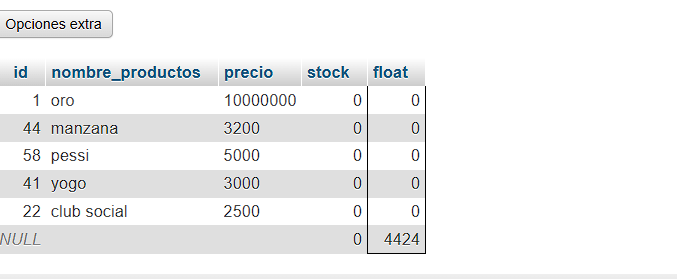 Opciones extra
id nombre_productos precio stock float
1 oro 10000000 0 0
44 manzana 3200 0 0
58 pessi 5000 0 0
41 yogo 3000 0 0
22 club social 2500 0 0
NULL 0 4424